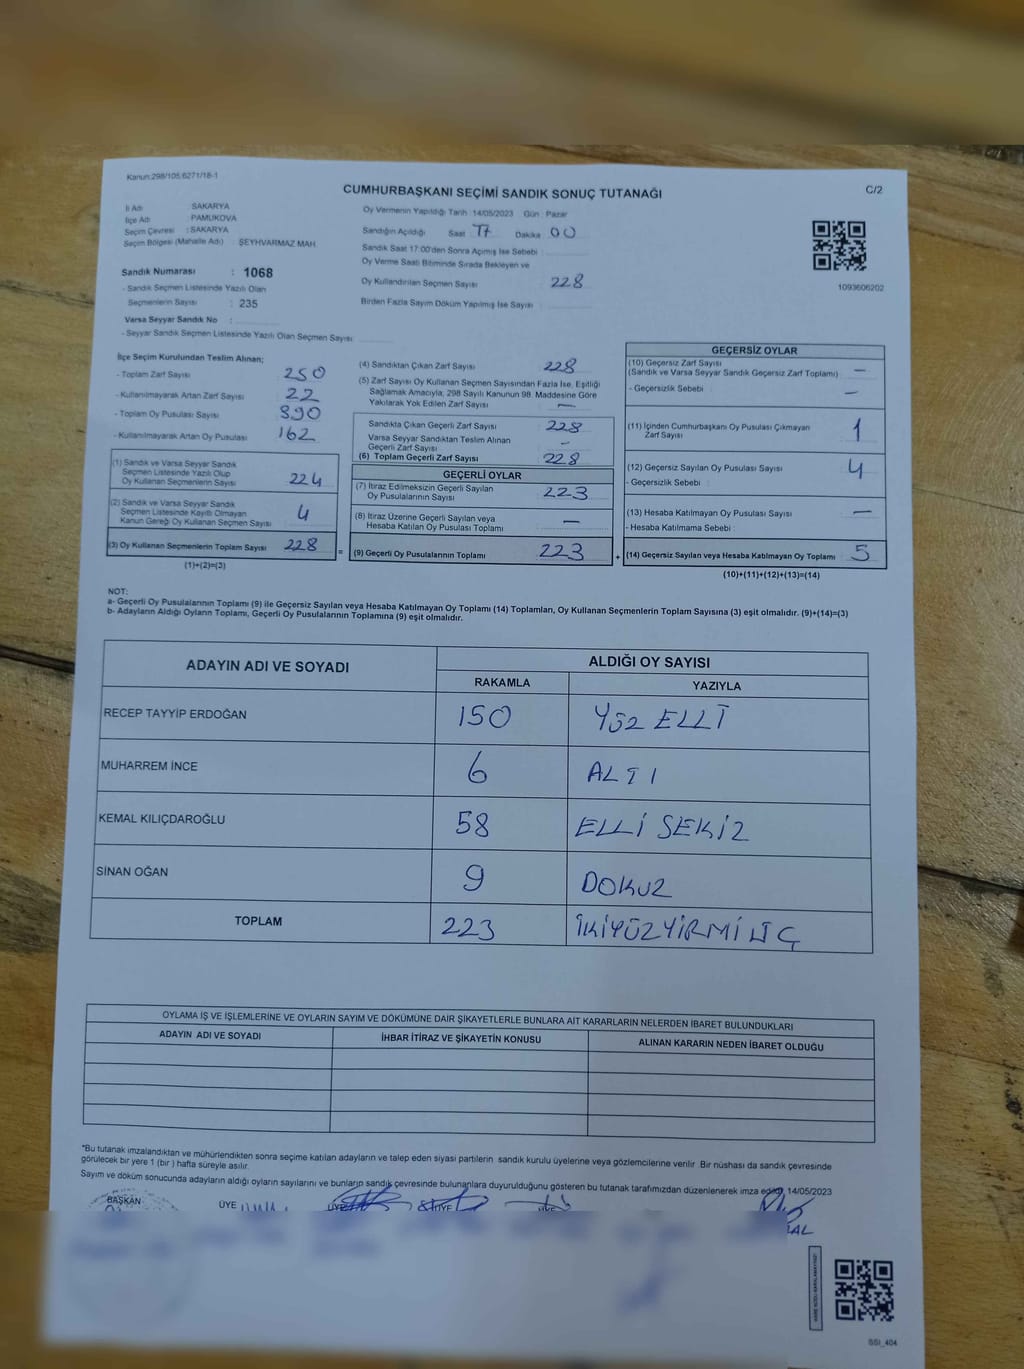 Kanun:298/105,6271/18-1
CUMHURBAŞKANI SEÇİMİ SANDIK SONUÇ TUTANAĞI
C/2
İl Adı : SAKARYA
İlçe Adı : PAMUKOVA
Seçim Çevresi : SAKARYA
Seçim Bölgesi (Mahalle Adı) : ŞEYHVARMAZ MAH.
Oy Vermenin Yapıldığı Tarih :14/05/2023 Gün : Pazar
Sandığın Açıldığı Saat 17 Dakika 00
Sandık Saat 17:00'den Sonra Açılmış İse Sebebi :
Oy Verme Saati Bitiminde Sırada Bekleyen ve
Oy Kullandırılan Seçmen Sayısı 228
Birden Fazla Sayım Döküm Yapılmış İse Sayısı :
1093606202
Sandık Numarası : 1068
- Sandık Seçmen Listesinde Yazılı Olan
Seçmenlerin Sayısı : 235
Varsa Seyyar Sandık No :
- Seyyar Sandık Seçmen Listesinde Yazılı Olan Seçmen Sayısı:
İlçe Seçim Kurulundan Teslim Alınan;
- Toplam Zarf Sayısı 250
- Kullanılmayarak Artan Zarf Sayısı 22
- Toplam Oy Pusulası Sayısı 390
- Kullanılmayarak Artan Oy Pusulası 162
(1) Sandık ve Varsa Seyyar Sandık
Seçmen Listesinde Yazılı Olup
Oy Kullanan Seçmenlerin Sayısı 224
(2) Sandık ve Varsa Seyyar Sandık
Seçmen Listesinde Kayıtlı Olmayan
Kanun Gereği Oy Kullanan Seçmen Sayısı 4
(3) Oy Kullanan Seçmenlerin Toplam Sayısı 228 =
(1)+(2)=(3)
(4) Sandıktan Çıkan Zarf Sayısı 228
(5) Zarf Sayısı Oy Kullanan Seçmen Sayısından Fazla İse, Eşitliği
Sağlamak Amacıyla, 298 Sayılı Kanunun 98. Maddesine Göre
Yakılarak Yok Edilen Zarf Sayısı —
Sandıkta Çıkan Geçerli Zarf Sayısı 228
Varsa Seyyar Sandıktan Teslim Alınan
Geçerli Zarf Sayısı —
(6) Toplam Geçerli Zarf Sayısı 228
GEÇERLİ OYLAR
(7) İtiraz Edilmeksizin Geçerli Sayılan
Oy Pusulalarının Sayısı 223
(8) İtiraz Üzerine Geçerli Sayılan veya
Hesaba Katılan Oy Pusulası Toplamı —
(9) Geçerli Oy Pusulalarının Toplamı 223 +
GEÇERSİZ OYLAR
(10) Geçersiz Zarf Sayısı
(Sandık ve Varsa Seyyar Sandık Geçersiz Zarf Toplamı) —
- Geçersizlik Sebebi : —
(11) İçinden Cumhurbaşkanı Oy Pusulası Çıkmayan
Zarf Sayısı 1
(12) Geçersiz Sayılan Oy Pusulası Sayısı 4
- Geçersizlik Sebebi :
(13) Hesaba Katılmayan Oy Pusulası Sayısı —
- Hesaba Katılmama Sebebi :
(14) Geçersiz Sayılan veya Hesaba Katılmayan Oy Toplamı 5
(10)+(11)+(12)+(13)=(14)
NOT:
a- Geçerli Oy Pusulalarının Toplamı (9) ile Geçersiz Sayılan veya Hesaba Katılmayan Oy Toplamı (14) Toplamları, Oy Kullanan Seçmenlerin Toplam Sayısına (3) eşit olmalıdır. (9)+(14)=(3)
b- Adayların Aldığı Oyların Toplamı, Geçerli Oy Pusulalarının Toplamına (9) eşit olmalıdır.
ADAYIN ADI VE SOYADI
ALDIĞI OY SAYISI
RAKAMLA YAZIYLA
RECEP TAYYİP ERDOĞAN 150 YÜZ ELLİ
MUHARREM İNCE 6 ALTI
KEMAL KILIÇDAROĞLU 58 ELLİ SEKİZ
SİNAN OĞAN 9 DOKUZ
TOPLAM 223 İKİYÜZYİRMİ ÜÇ
OYLAMA İŞ VE İŞLEMLERİNE VE OYLARIN SAYIM VE DÖKÜMÜNE DAİR ŞİKAYETLERLE BUNLARA AİT KARARLARIN NELERDEN İBARET BULUNDUKLARI
ADAYIN ADI VE SOYADI İHBAR İTİRAZ VE ŞİKAYETİN KONUSU ALINAN KARARIN NEDEN İBARET OLDUĞU
*Bu tutanak imzalandıktan ve mühürlendikten sonra seçime katılan adayların ve talep eden siyasi partilerin sandık kurulu üyelerine veya gözlemcilerine verilir. Bir nüshası da sandık çevresinde
görülecek bir yere 1 (bir ) hafta süreyle asılır.
Sayım ve döküm sonucunda adayların aldığı oyların sayılarını ve bunların sandık çevresinde bulunanlara duyurulduğunu gösteren bu tutanak tarafımızdan düzenlenerek imza edildi. 14/05/2023
BAŞKAN ÜYE ÜYE ÜYE
SSİ_404